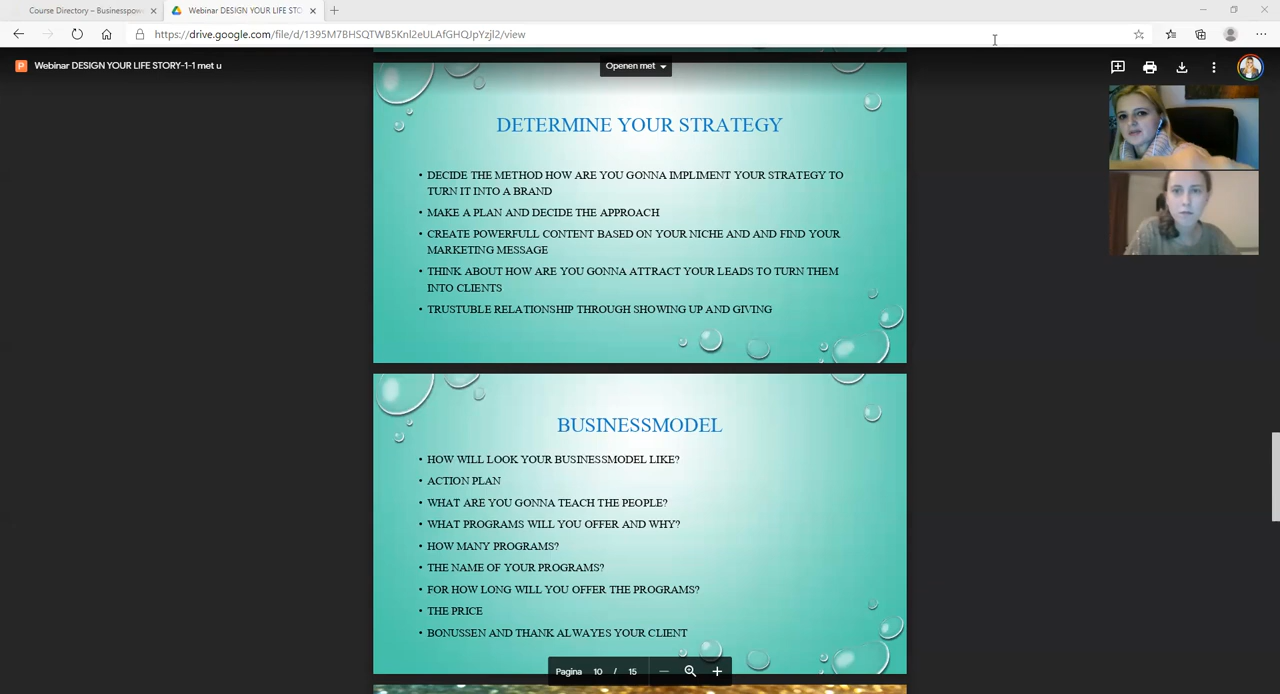 Course Directory – Businesspowe
Webinar DESIGN YOUR LIFE STO
https://drive.google.com/file/d/1395M7BHSQTWB5KnI2eULAfGHQJpYzjl2/view
Webinar DESIGN YOUR LIFE STORY-1-1 met u
Openen met
DETERMINE YOUR STRATEGY
• DECIDE THE METHOD HOW ARE YOU GONNA IMPLIMENT YOUR STRATEGY TO
TURN IT INTO A BRAND
• MAKE A PLAN AND DECIDE THE APPROACH
• CREATE POWERFULL CONTENT BASED ON YOUR NICHE AND AND FIND YOUR
MARKETING MESSAGE
• THINK ABOUT HOW ARE YOU GONNA ATTRACT YOUR LEADS TO TURN THEM
INTO CLIENTS
• TRUSTUBLE RELATIONSHIP THROUGH SHOWING UP AND GIVING
BUSINESSMODEL
• HOW WILL LOOK YOUR BUSINESSMODEL LIKE?
• ACTION PLAN
• WHAT ARE YOU GONNA TEACH THE PEOPLE?
• WHAT PROGRAMS WILL YOU OFFER AND WHY?
• HOW MANY PROGRAMS?
• THE NAME OF YOUR PROGRAMS?
• FOR HOW LONG WILL YOU OFFER THE PROGRAMS?
• THE PRICE
• BONUSSEN AND THANK ALWAYES YOUR CLIENT
Pagina 10 / 15